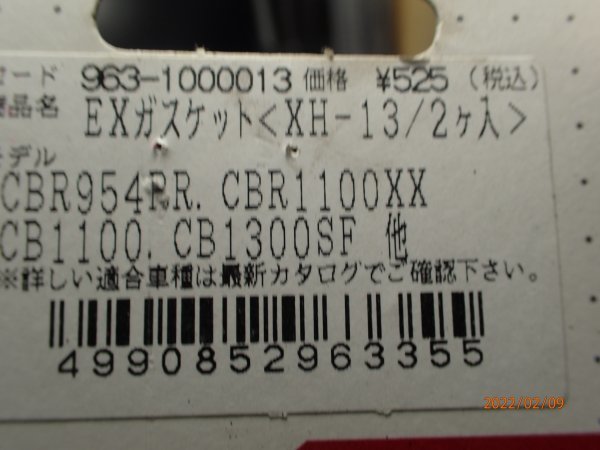 ード 963-1000013 価格 ¥525 (税込)
品名 EXガスケット<XH-13/2ヶ入>
モデル
CBR954RR. CBR1100XX
CB1100. CB1300SF 他
※詳しい適合車種は最新カタログでご確認下さい。
4990852963355
2022/02/09